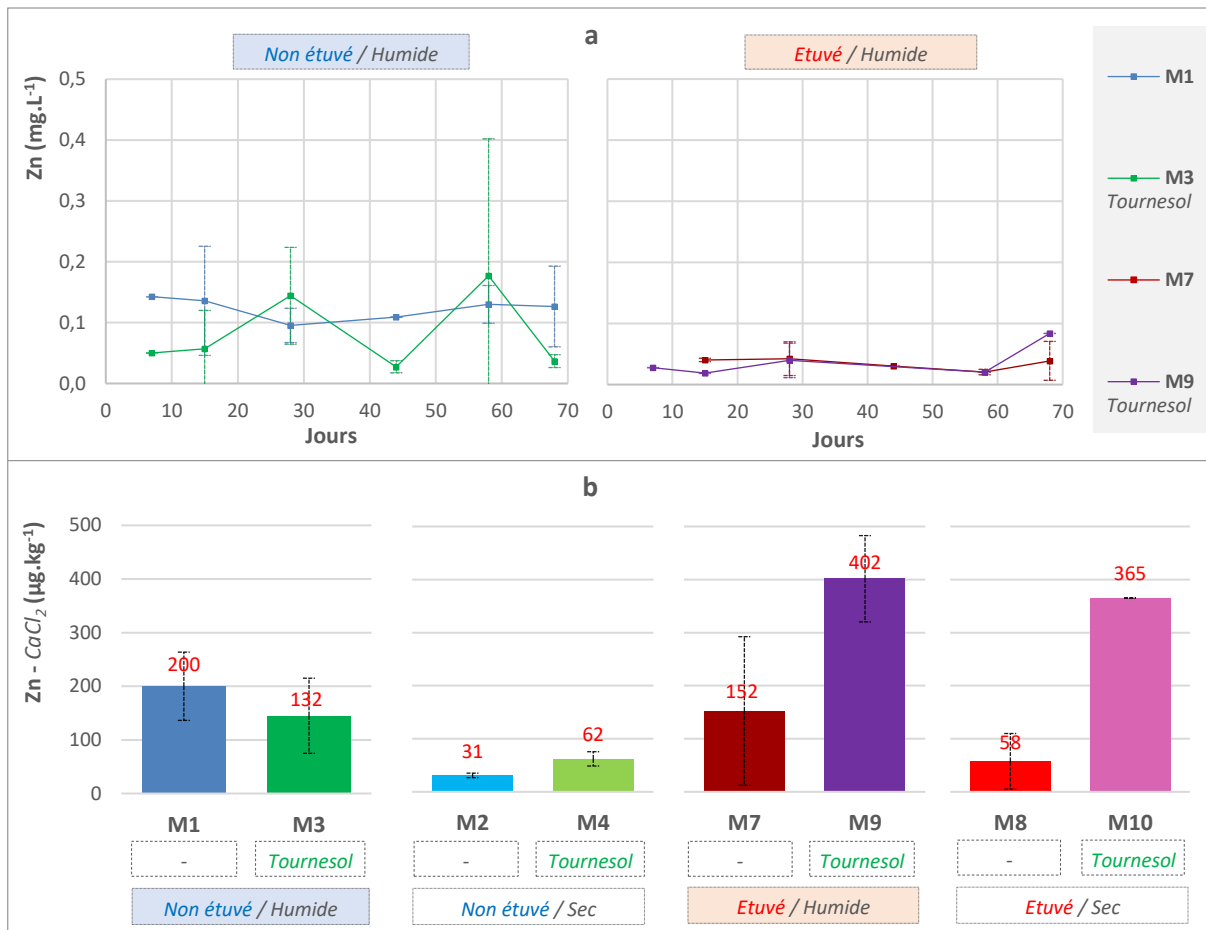 a
Non étuvé / Humide
Etuvé / Humide
Zn (mg.L-1)
0,5
0,4
0,3
0,2
0,1
0,0
0 10 20 30 40 50 60 70
Jours
0 10 20 30 40 50 60 70
Jours
M1
M3
Tournesol
M7
M9
Tournesol
b
Zn - CaCl2 (µg.kg-1)
500
400
300
200
100
0
200
132
31
62
152
402
58
365
M1 M3 M2 M4 M7 M9 M8 M10
- Tournesol - Tournesol - Tournesol - Tournesol
Non étuvé / Humide
Non étuvé / Sec
Etuvé / Humide
Etuvé / Sec